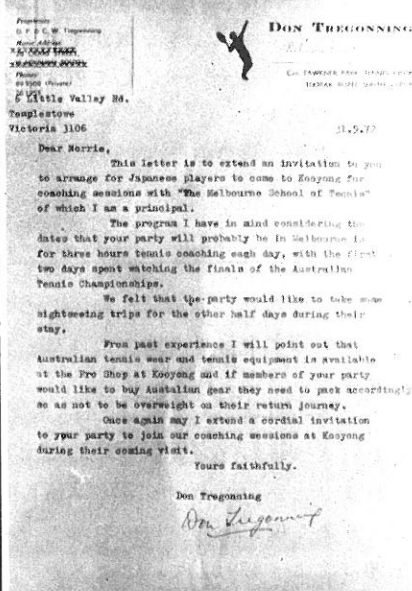 Proprietors
D. F. & C. W. Tregonning
Home Address
Phones
DON TREGONNING
6 Little Valley Rd.
Templestowe
Victoria 3106
Dear Morrie,
This letter is to extend an invitation to you
to arrange for Japanese players to come to Kooyong for
coaching sessions with "The Melbourne School of Tennis"
of which I am a principal.
The program I have in mind considering the
dates that your party will probably be in Melbourne is
for three hours tennis coaching each day, with the first
two days spent watching the finals of the Australian
Tennis Championships.
We felt that the party would like to take some
sightseeing trips for the other half days during their
stay.
From past experience I will point out that
Australian tennis wear and tennis equipment is available
at the Pro Shop at Kooyong and if members of your party
would like to buy Austalian gear they need to pack accordingly
so as not to be overweight on their return journey.
Once again may I extend a cordial invitation
to your party to join our coaching sessions at Kooyong
during their coming visit.
Yours faithfully.
Don Tregonning
Don Tregonning